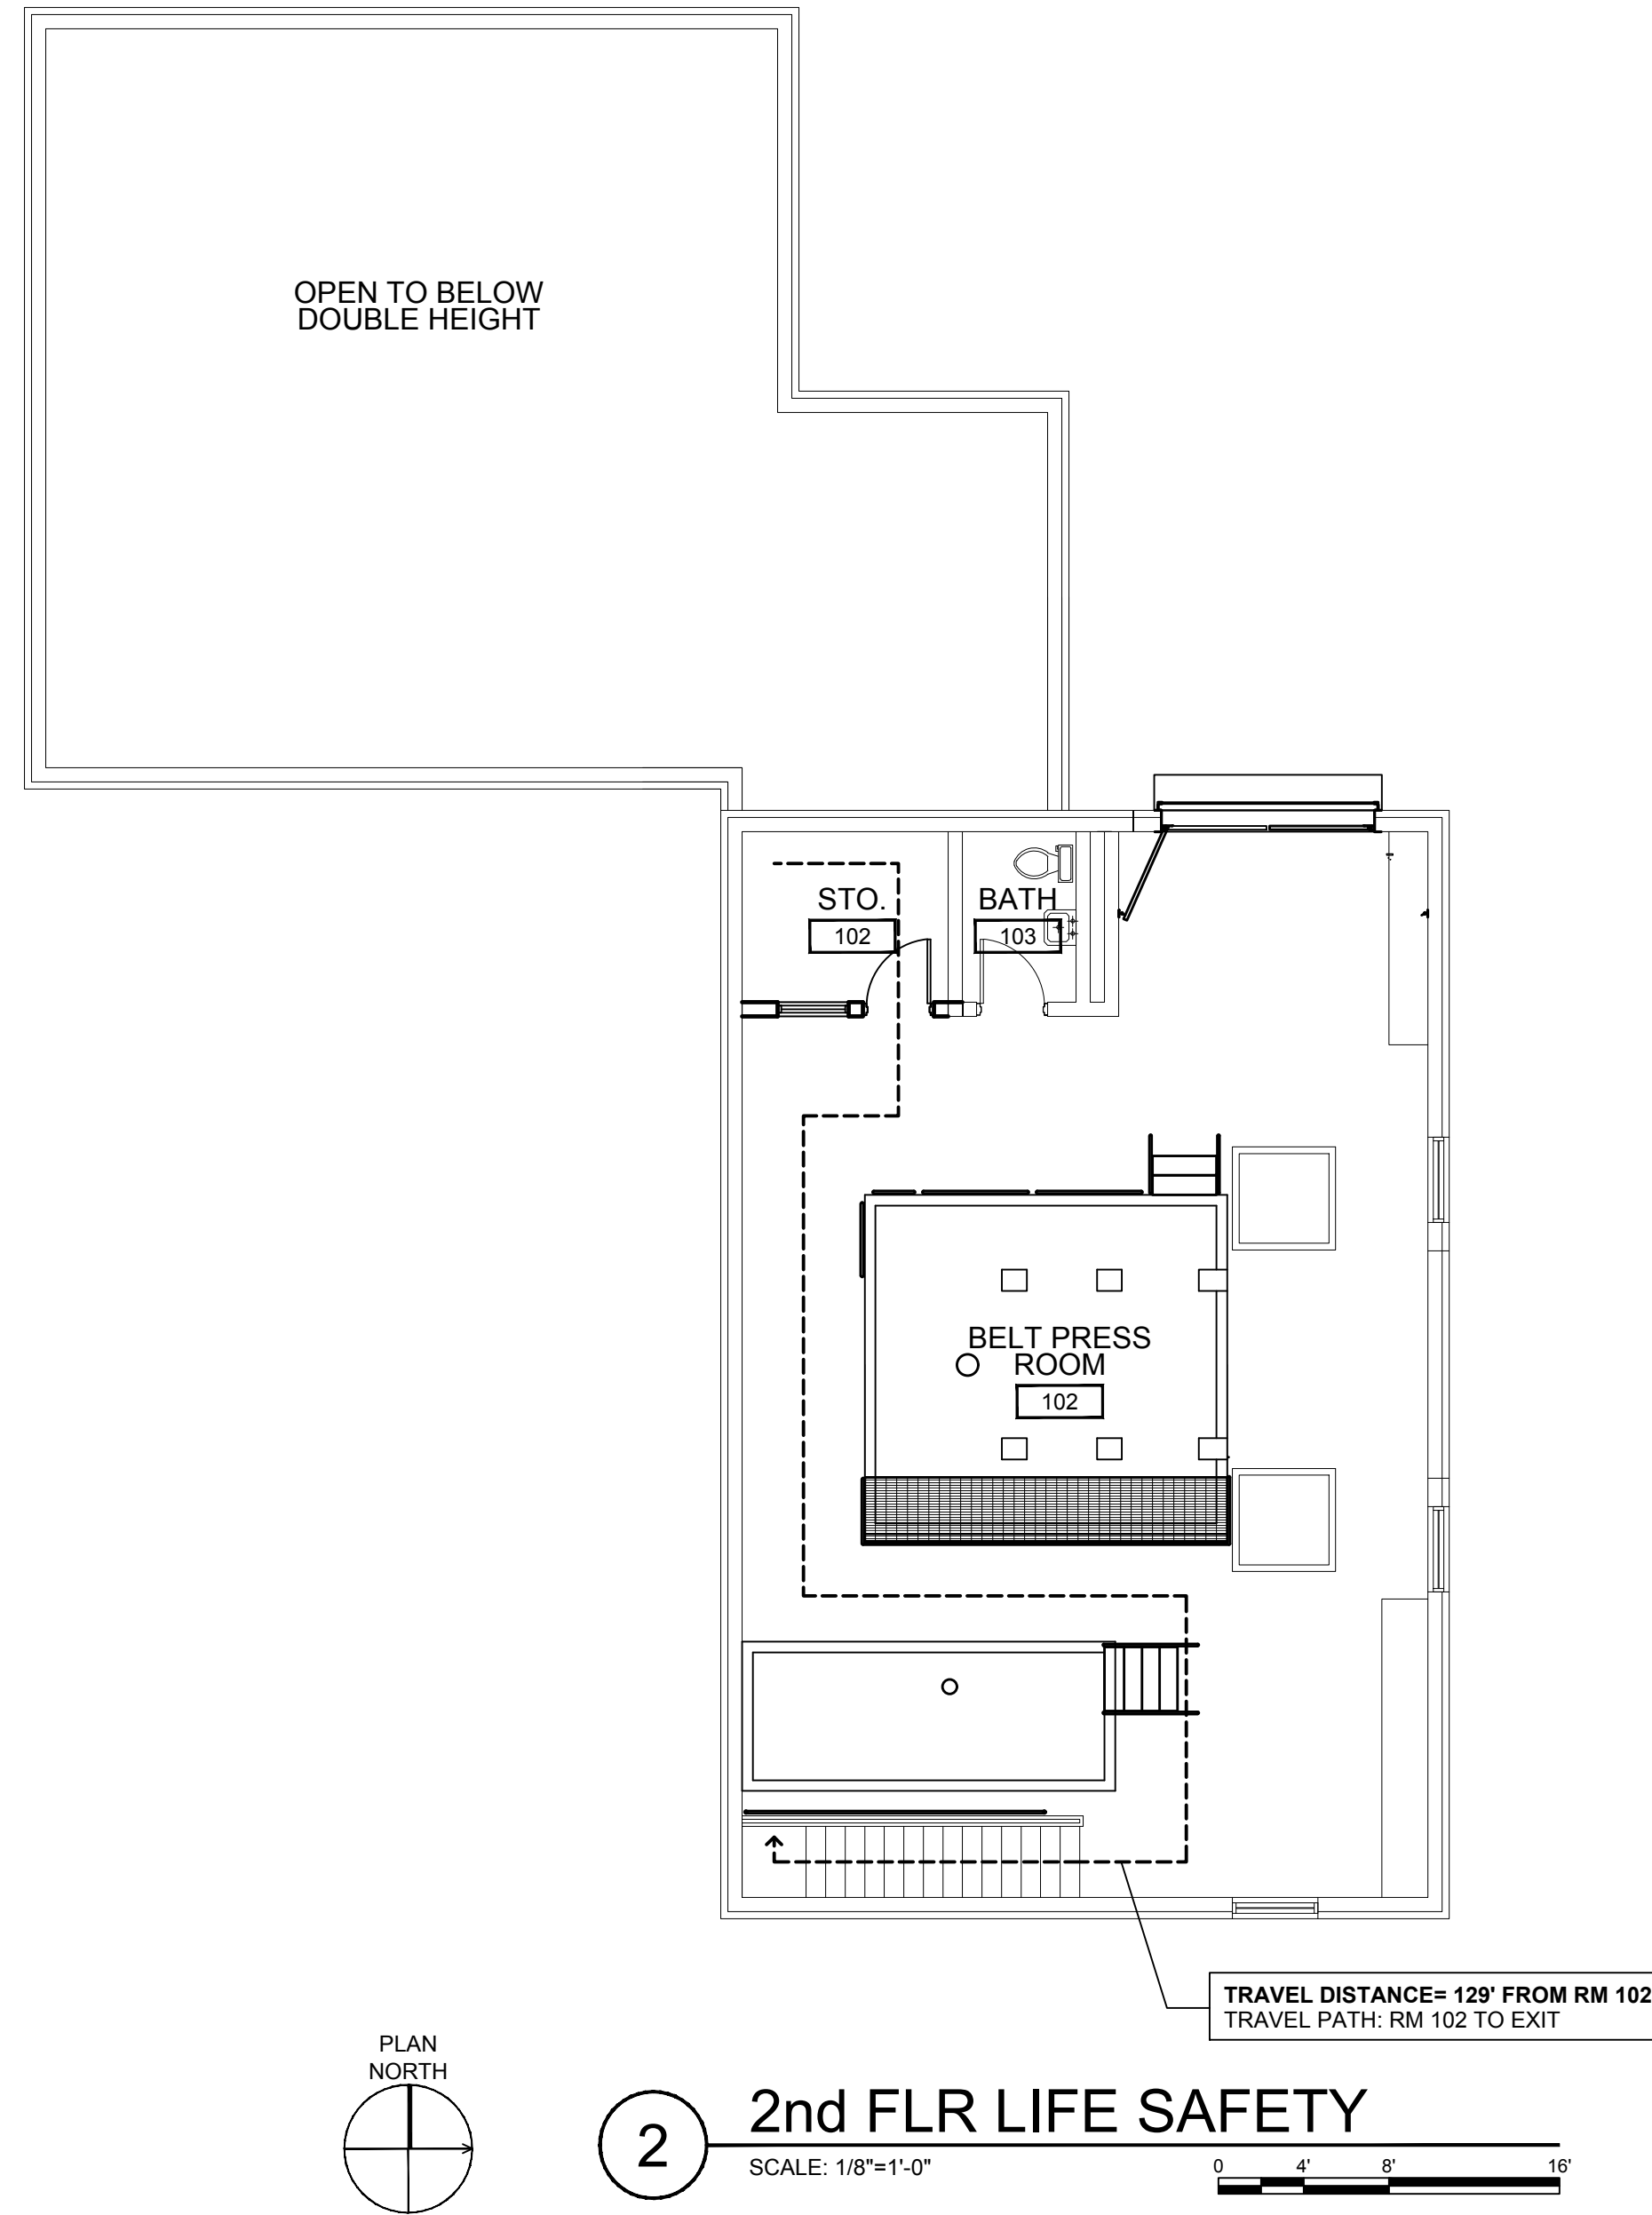 OPEN TO BELOW
DOUBLE HEIGHT
STO.
102
BATH
103
BELT PRESS
ROOM
102
TRAVEL DISTANCE= 129' FROM RM 102
TRAVEL PATH: RM 102 TO EXIT
PLAN
NORTH
2
2nd FLR LIFE SAFETY
SCALE: 1/8"=1'-0"
0 4' 8' 16'